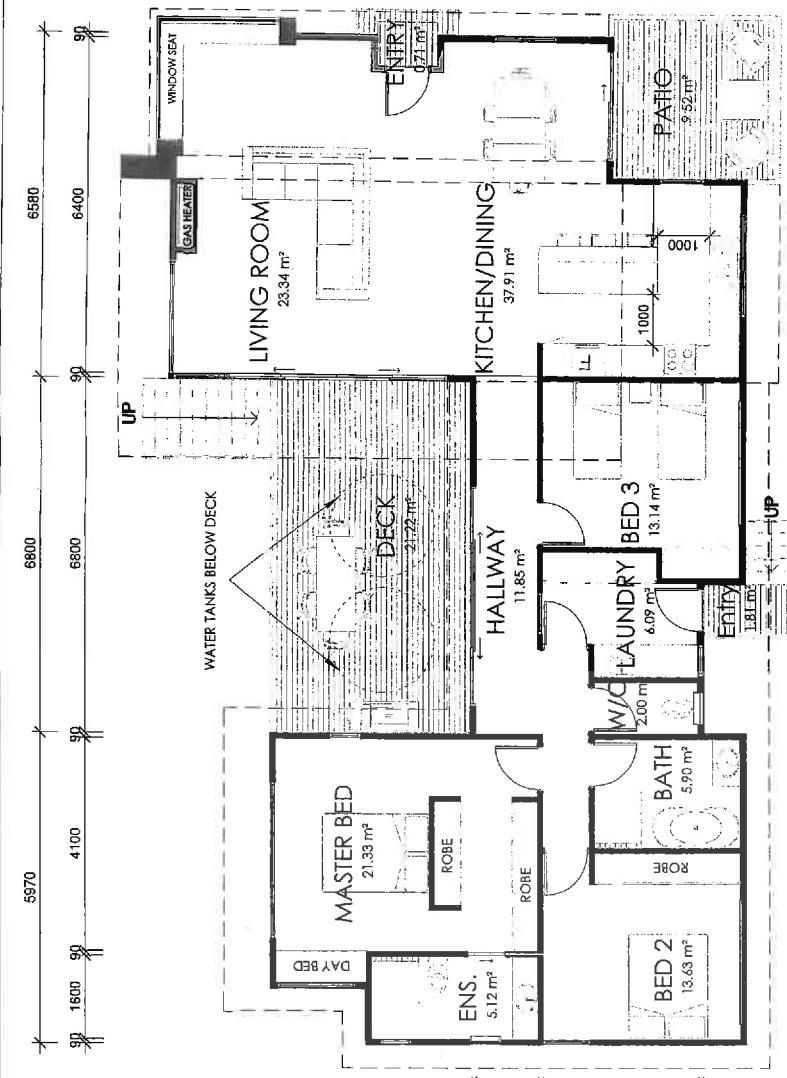 5970
6800
6580
90
1600
90
4100
90
6800
90
6400
90
UP
WATER TANKS BELOW DECK
WINDOW SEAT
GAS HEATER
LIVING ROOM
23.34 m²
ENTRY
0.71 m²
DAY BED
MASTER BED
21.33 m²
ROBE
ROBE
DECK
21.22 m²
KITCHEN/DINING
37.91 m²
ENS.
5.12 m²
HALLWAY
11.85 m²
LAUNDRY
6.09 m²
BED 3
13.14 m²
1000
1000
PATIO
9.52 m²
W/C
2.00 m²
BED 2
13.63 m²
ROBE
BATH
5.90 m²
Entry
1.81 m²
UP